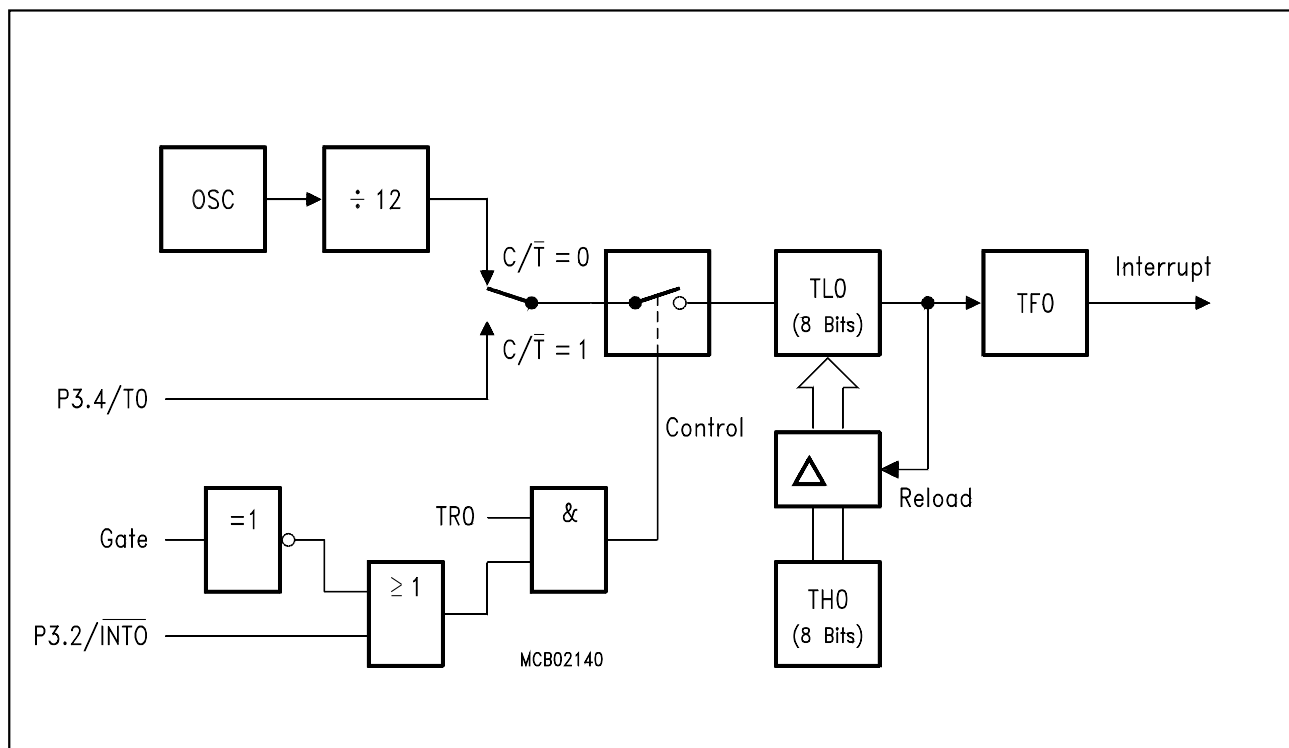 OSC
÷ 12
C/T̅ = 0
C/T̅ = 1
P3.4/T0
TL0
(8 Bits)
TF0
Interrupt
Control
Reload
Gate
=1
TR0
&
≥ 1
P3.2/I̅N̅T̅0̅
TH0
(8 Bits)
MCB02140